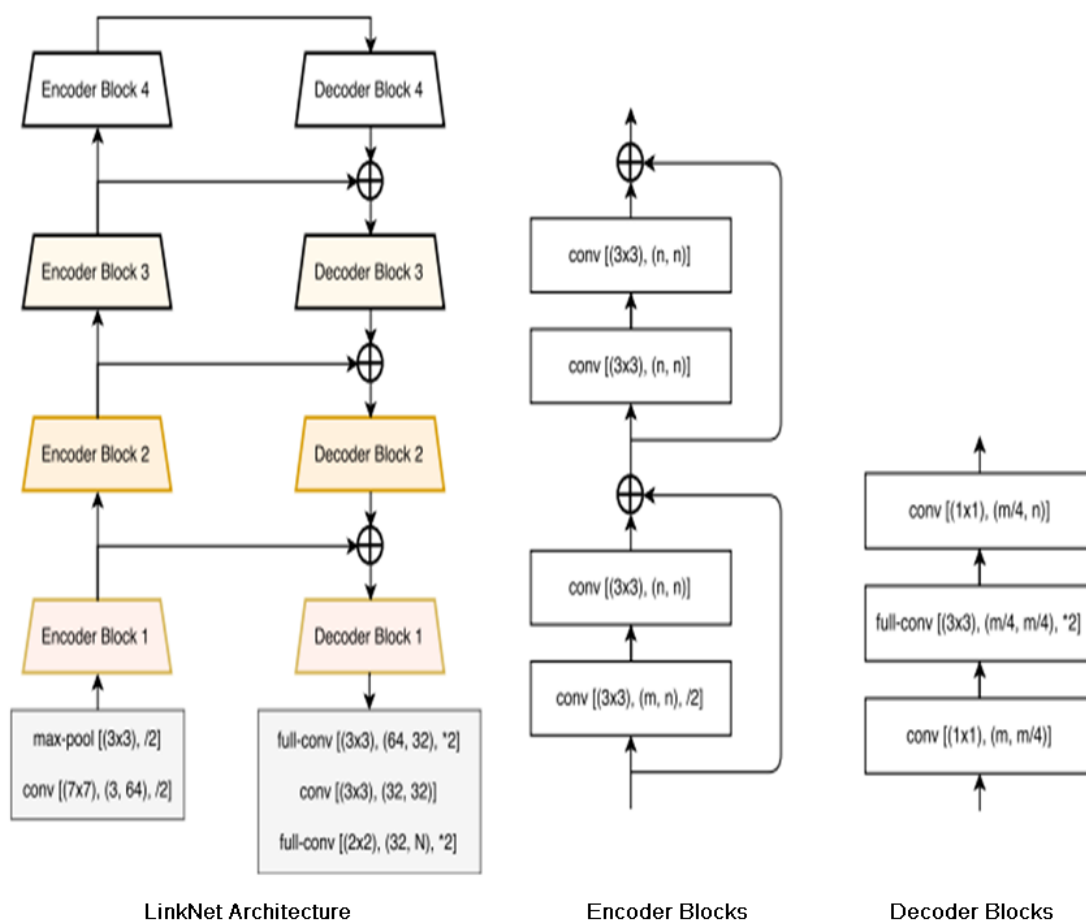 Encoder Block 4
Decoder Block 4
Encoder Block 3
Decoder Block 3
Encoder Block 2
Decoder Block 2
Encoder Block 1
Decoder Block 1
max-pool [(3x3), /2]
conv [(7x7), (3, 64), /2]
full-conv [(3x3), (64, 32), *2]
conv [(3x3), (32, 32)]
full-conv [(2x2), (32, N), *2]
LinkNet Architecture
conv [(3x3), (n, n)]
conv [(3x3), (n, n)]
conv [(3x3), (n, n)]
conv [(3x3), (m, n), /2]
Encoder Blocks
conv [(1x1), (m/4, n)]
full-conv [(3x3), (m/4, m/4), *2]
conv [(1x1), (m, m/4)]
Decoder Blocks